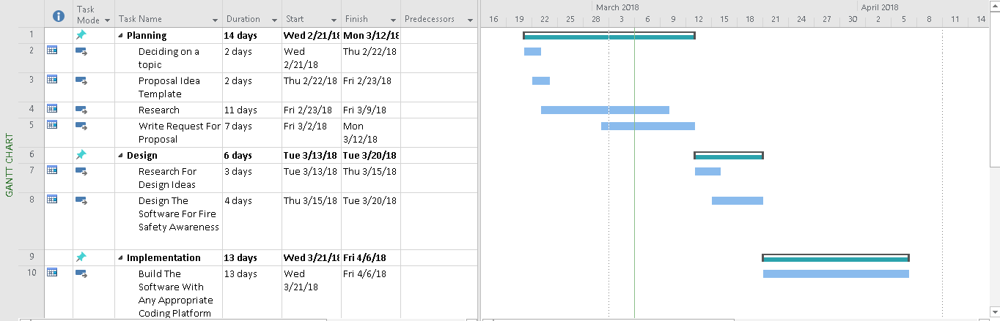 March 2018 April 2018
Task
Mode Task Name Duration Start Finish Predecessors 16 19 22 25 28 3 6 9 12 15 18 21 24 27 30 2 5 8 11 14
GANTT CHART
1 Planning 14 days Wed 2/21/18 Mon 3/12/18
2 Deciding on a 2 days Wed Thu 2/22/18
topic 2/21/18
3 Proposal Idea 2 days Thu 2/22/18 Fri 2/23/18
Template
4 Research 11 days Fri 2/23/18 Fri 3/9/18
5 Write Request For 7 days Fri 3/2/18 Mon
Proposal 3/12/18
6 Design 6 days Tue 3/13/18 Tue 3/20/18
7 Research For 3 days Tue 3/13/18 Thu 3/15/18
Design Ideas
8 Design The 4 days Thu 3/15/18 Tue 3/20/18
Software For Fire
Safety Awareness
9 Implementation 13 days Wed 3/21/18 Fri 4/6/18
10 Build The 13 days Wed Fri 4/6/18
Software With 3/21/18
Any Appropriate
Coding Platform